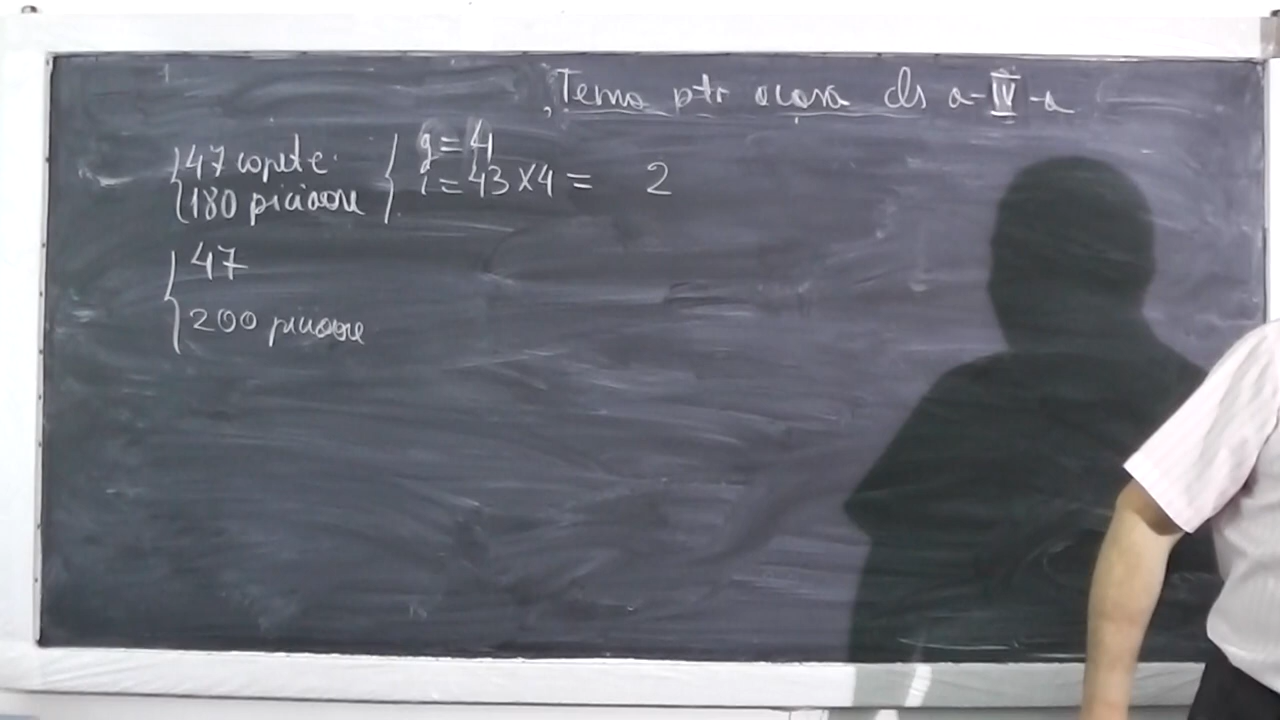 Tema ptr acasa cls a-IV-a
47 capete
180 picioare
g = 4
i = 43 x 4 = 2
47
200 picioare